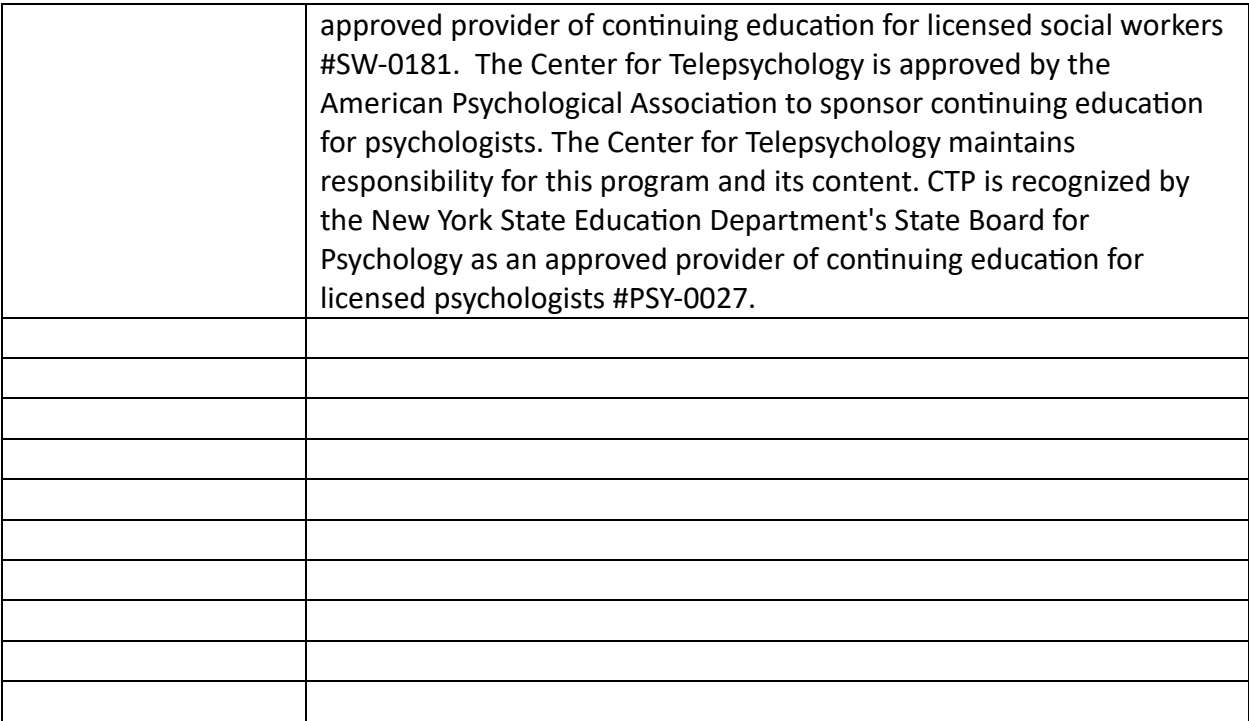 approved provider of continuing education for licensed social workers
#SW-0181.  The Center for Telepsychology is approved by the
American Psychological Association to sponsor continuing education
for psychologists. The Center for Telepsychology maintains
responsibility for this program and its content. CTP is recognized by
the New York State Education Department's State Board for
Psychology as an approved provider of continuing education for
licensed psychologists #PSY-0027.